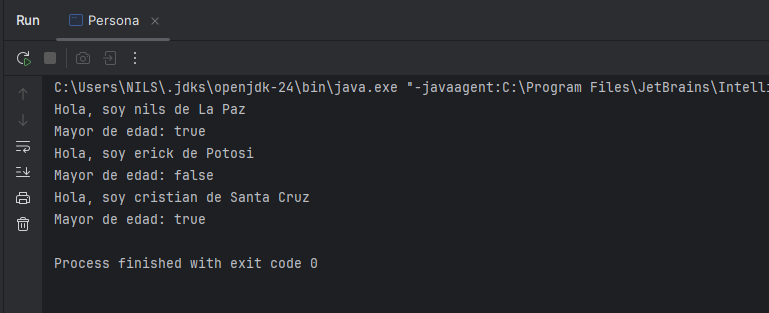 Run Persona
C:\Users\NILS\.jdks\openjdk-24\bin\java.exe "-javaagent:C:\Program Files\JetBrains\Intelli
Hola, soy nils de La Paz
Mayor de edad: true
Hola, soy erick de Potosi
Mayor de edad: false
Hola, soy cristian de Santa Cruz
Mayor de edad: true
Process finished with exit code 0